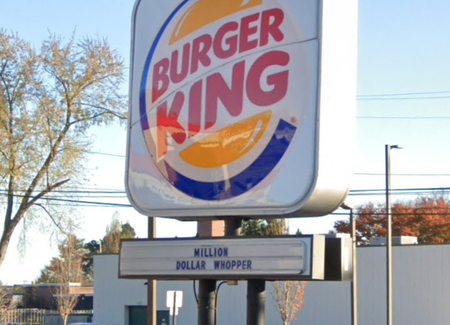 BURGER
KING
MILLION
DOLLAR WHOPPER